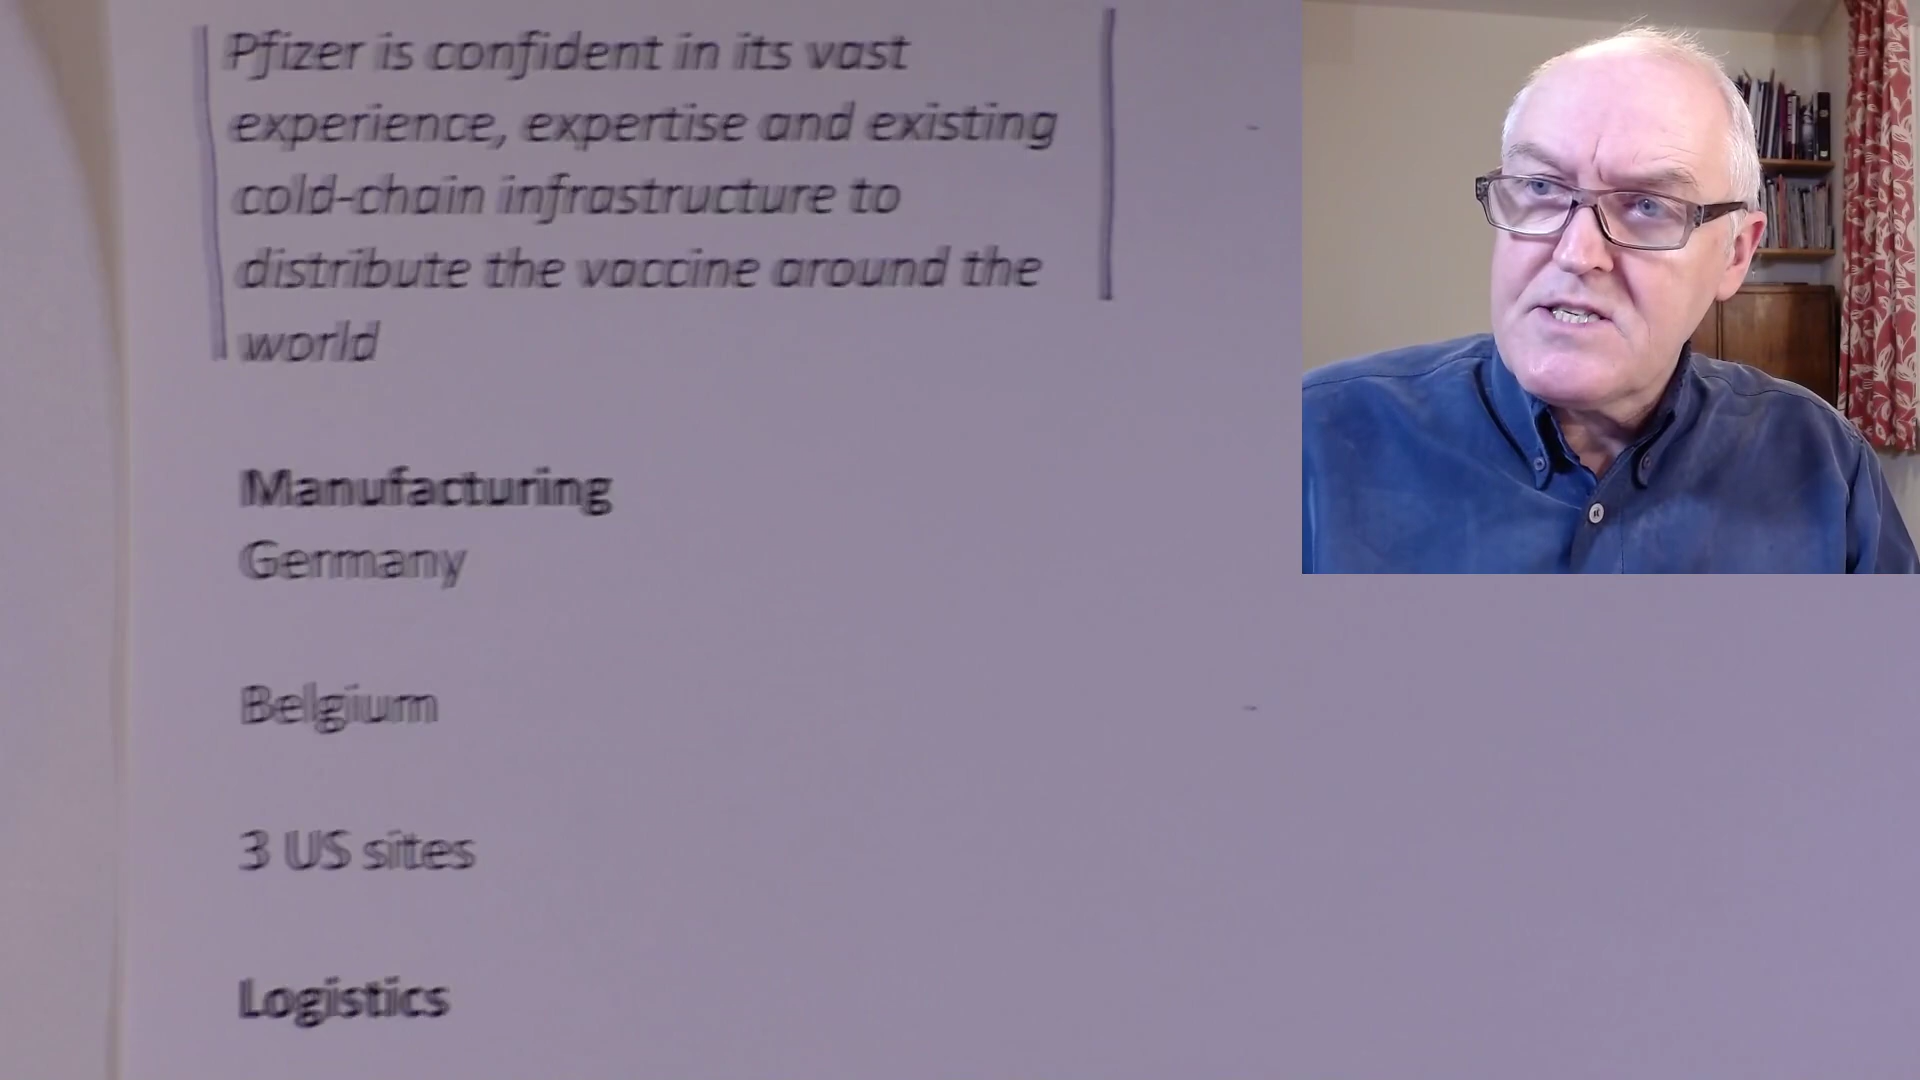 Pfizer is confident in its vast
experience, expertise and existing
cold-chain infrastructure to
distribute the vaccine around the
world
Manufacturing
Germany
Belgium
3 US sites
Logistics